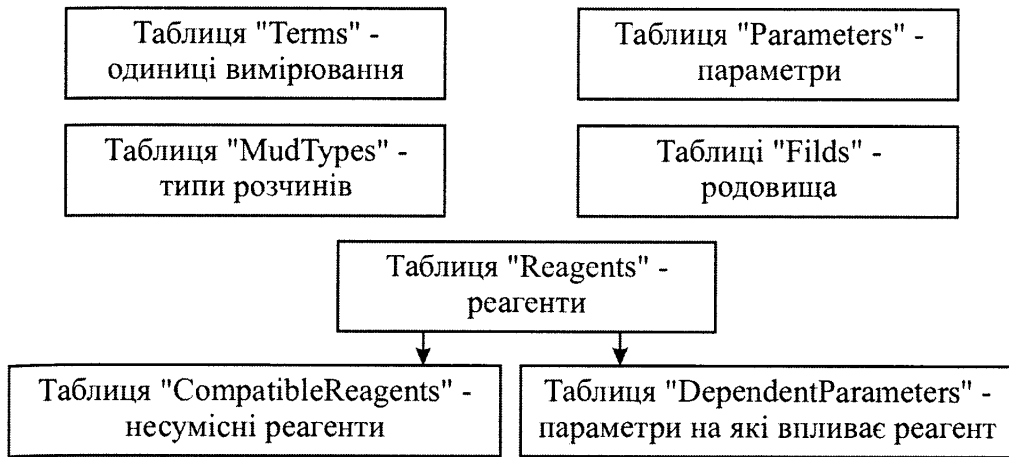 Таблиця "Terms" -
одиниці вимірювання
Таблиця "Parameters" -
параметри
Таблиця "MudTypes" -
типи розчинів
Таблиці "Filds" -
родовища
Таблиця "Reagents" -
реагенти
Таблиця "CompatibleReagents" -
несумісні реагенти
Таблиця "DependentParameters" -
параметри на які впливає реагент